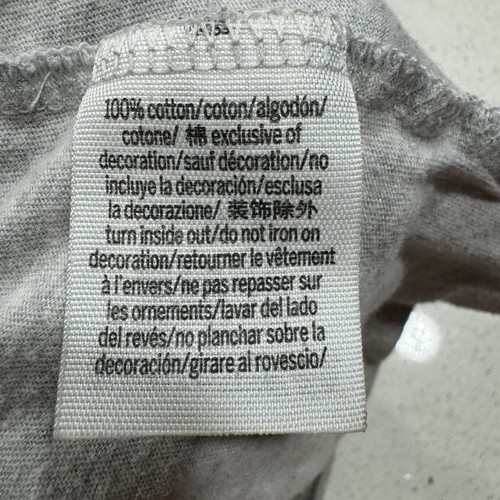 100% cotton/coton/algodón/
cotone/ 棉 exclusive of
decoration/sauf décoration/no
incluye la decoración/esclusa
la decorazione/ 装饰除外
turn inside out/do not iron on
decoration/retourner le vêtement
à l'envers/ne pas repasser sur
les ornements/lavar del lado
del revés/no planchar sobre la
decoración/girare al rovescio/